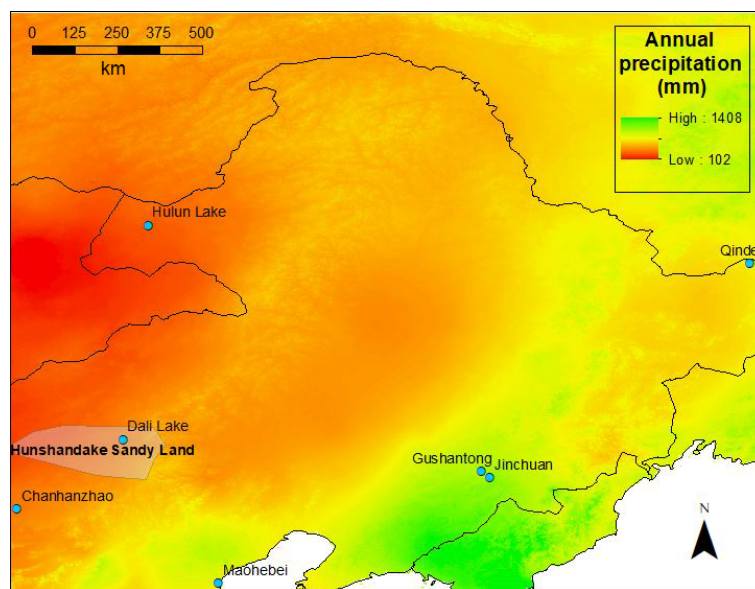 0 125 250 375 500
km
Annual
precipitation
(mm)
High : 1408
Low : 102
Hulun Lake
Qinde
Dali Lake
Hunshandake Sandy Land
Gushantong
Jinchuan
Chanhanzhao
N
Maohebei